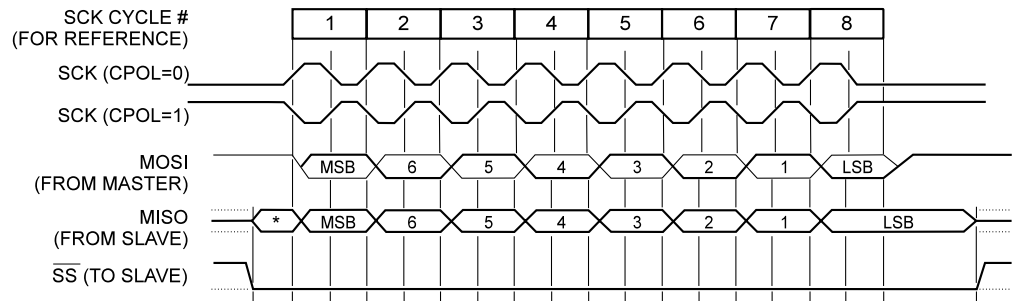 SCK CYCLE #
(FOR REFERENCE)
1 2 3 4 5 6 7 8
SCK (CPOL=0)
SCK (CPOL=1)
MOSI
(FROM MASTER)
MSB 6 5 4 3 2 1 LSB
MISO
(FROM SLAVE)
* MSB 6 5 4 3 2 1 LSB
SS (TO SLAVE)